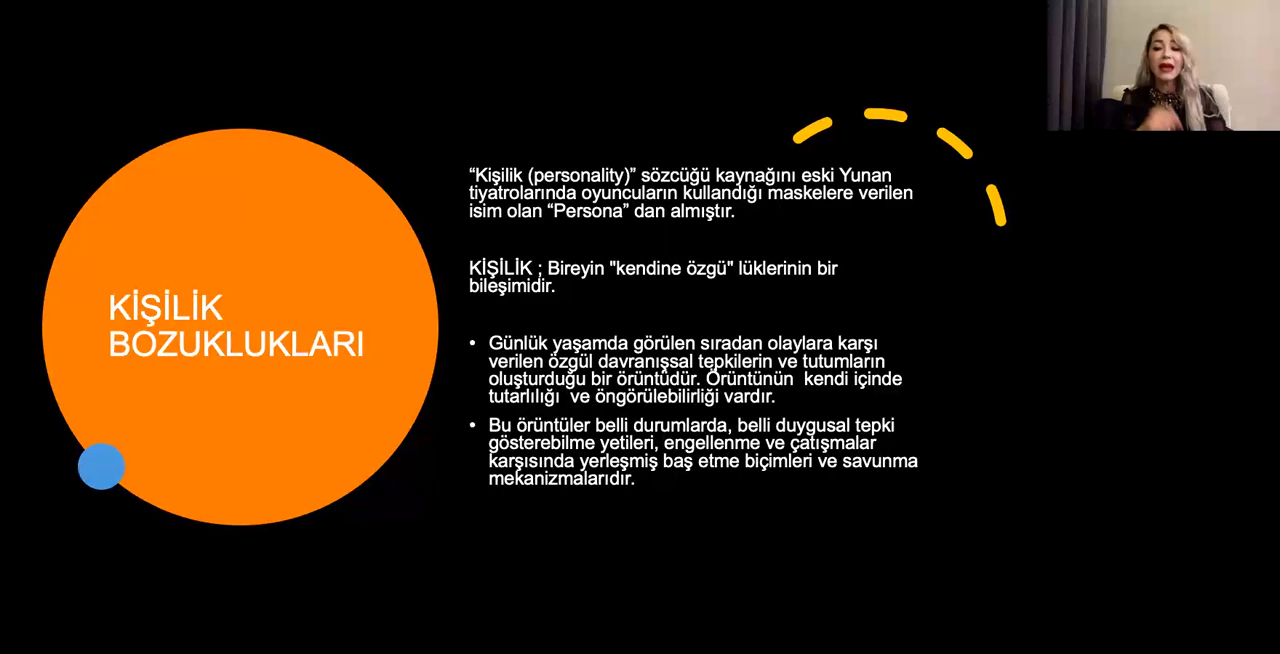 KİŞİLİK
BOZUKLUKLARI
“Kişilik (personality)” sözcüğü kaynağını eski Yunan
tiyatrolarında oyuncuların kullandığı maskelere verilen
isim olan “Persona” dan almıştır.
KİŞİLİK ; Bireyin "kendine özgü" lüklerinin bir
bileşimidir.
• Günlük yaşamda görülen sıradan olaylara karşı
verilen özgül davranışsal tepkilerin ve tutumların
oluşturduğu bir örüntüdür. Örüntünün kendi içinde
tutarlılığı ve öngörülebilirliği vardır.
• Bu örüntüler belli durumlarda, belli duygusal tepki
gösterebilme yetileri, engellenme ve çatışmalar
karşısında yerleşmiş baş etme biçimleri ve savunma
mekanizmalarıdır.